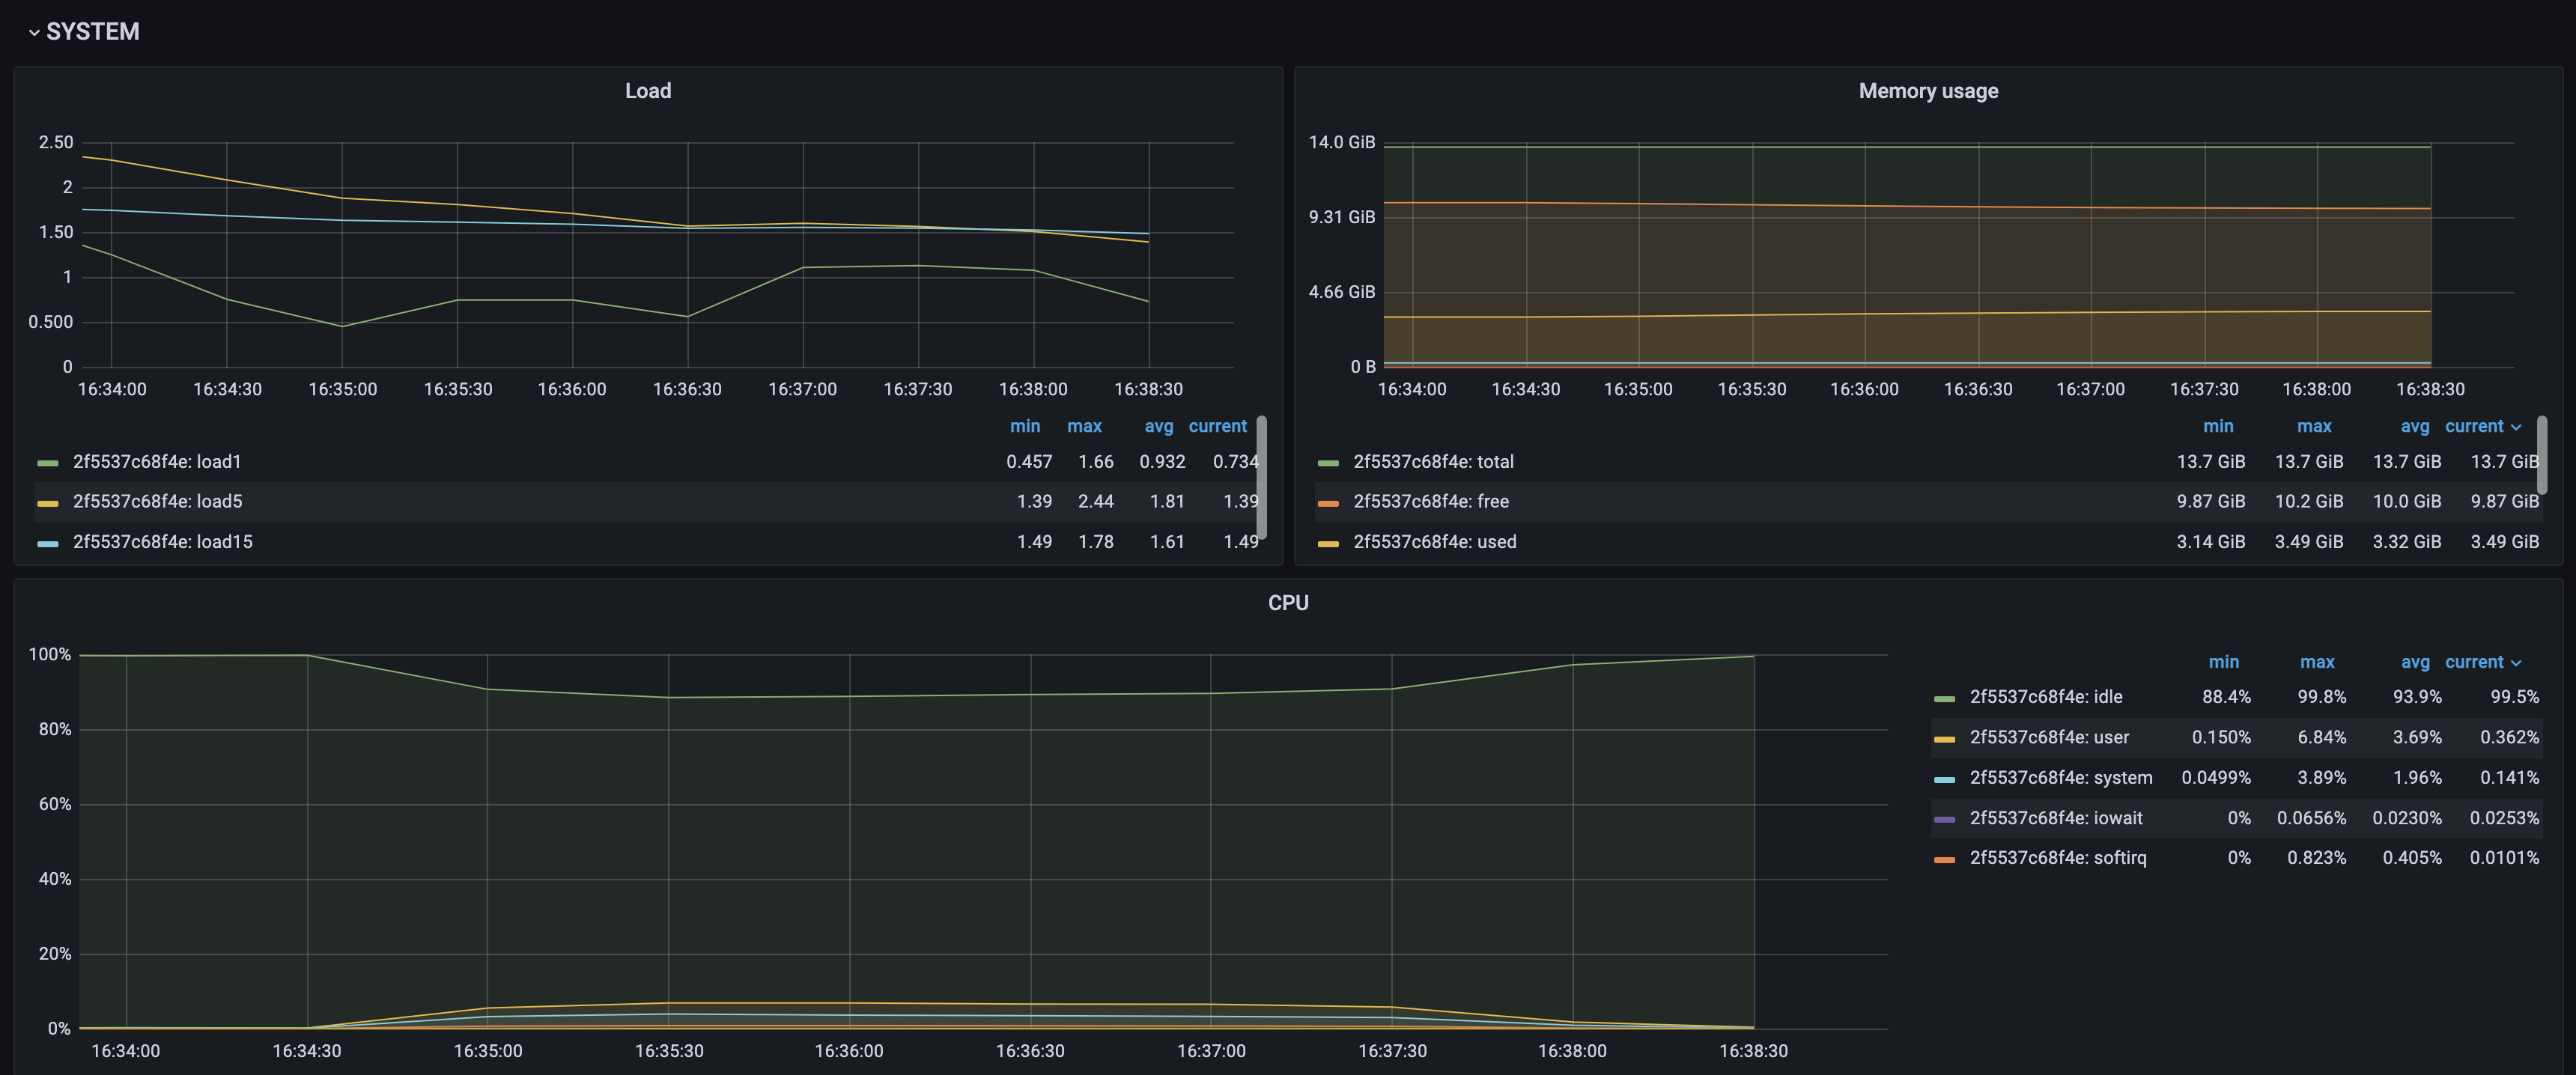 SYSTEM
Load
2.50
2
1.50
1
0.500
0
16:34:00 16:34:30 16:35:00 16:35:30 16:36:00 16:36:30 16:37:00 16:37:30 16:38:00 16:38:30
min max avg current
2f5537c68f4e: load1 0.457 1.66 0.932 0.734
2f5537c68f4e: load5 1.39 2.44 1.81 1.39
2f5537c68f4e: load15 1.49 1.78 1.61 1.49
Memory usage
14.0 GiB
9.31 GiB
4.66 GiB
0 B
16:34:00 16:34:30 16:35:00 16:35:30 16:36:00 16:36:30 16:37:00 16:37:30 16:38:00 16:38:30
min max avg current
2f5537c68f4e: total 13.7 GiB 13.7 GiB 13.7 GiB 13.7 GiB
2f5537c68f4e: free 9.87 GiB 10.2 GiB 10.0 GiB 9.87 GiB
2f5537c68f4e: used 3.14 GiB 3.49 GiB 3.32 GiB 3.49 GiB
CPU
100%
80%
60%
40%
20%
0%
16:34:00 16:34:30 16:35:00 16:35:30 16:36:00 16:36:30 16:37:00 16:37:30 16:38:00 16:38:30
min max avg current
2f5537c68f4e: idle 88.4% 99.8% 93.9% 99.5%
2f5537c68f4e: user 0.150% 6.84% 3.69% 0.362%
2f5537c68f4e: system 0.0499% 3.89% 1.96% 0.141%
2f5537c68f4e: iowait 0% 0.0656% 0.0230% 0.0253%
2f5537c68f4e: softirq 0% 0.823% 0.405% 0.0101%